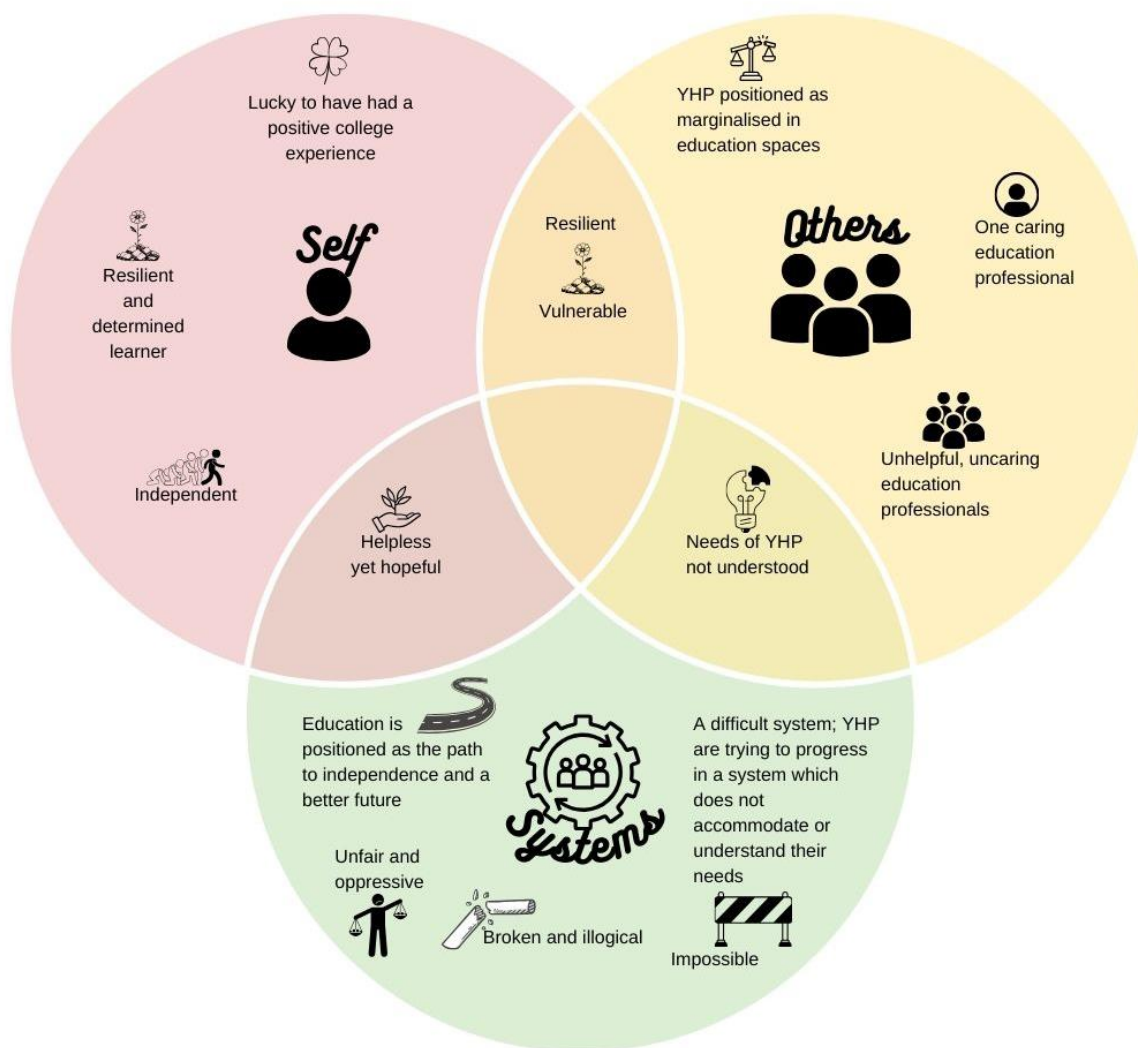 Lucky to have had a
positive college
experience
Self
Resilient
and
determined
learner
Independent
Resilient
Vulnerable
YHP positioned as
marginalised in
education spaces
Others
One caring
education
professional
Unhelpful, uncaring
education
professionals
Helpless
yet hopeful
Needs of YHP
not understood
Education is
positioned as the path
to independence and a
better future
Systems
A difficult system; YHP
are trying to progress
in a system which
does not
accommodate or
understand their
needs
Unfair and
oppressive
Broken and illogical
Impossible